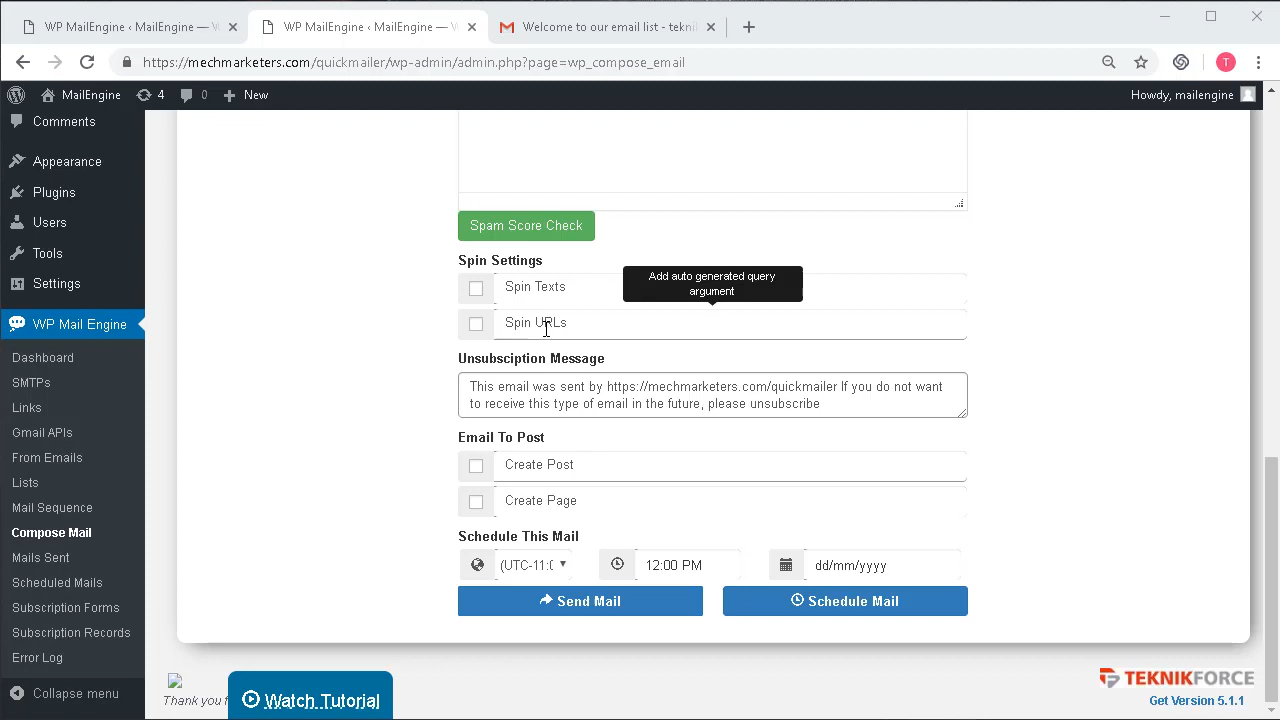 WP MailEngine ‹ MailEngine — W
WP MailEngine ‹ MailEngine — W
Welcome to our email list - tekni
https://mechmarketers.com/quickmailer/wp-admin/admin.php?page=wp_compose_email
T
MailEngine
4
0
New
Howdy, mailengine
Comments
Appearance
Plugins
Users
Tools
Settings
WP Mail Engine
Dashboard
SMTPs
Links
Gmail APIs
From Emails
Lists
Mail Sequence
Compose Mail
Mails Sent
Scheduled Mails
Subscription Forms
Subscription Records
Error Log
Collapse menu
Spam Score Check
Spin Settings
Add auto generated query
argument
Spin Texts
Spin URLs
Unsubsciption Message
This email was sent by https://mechmarketers.com/quickmailer If you do not want
to receive this type of email in the future, please unsubscribe
Email To Post
Create Post
Create Page
Schedule This Mail
(UTC-11:0
12:00 PM
dd/mm/yyyy
Send Mail
Schedule Mail
Thank you f
Watch Tutorial
TEKNIKFORCE
Get Version 5.1.1